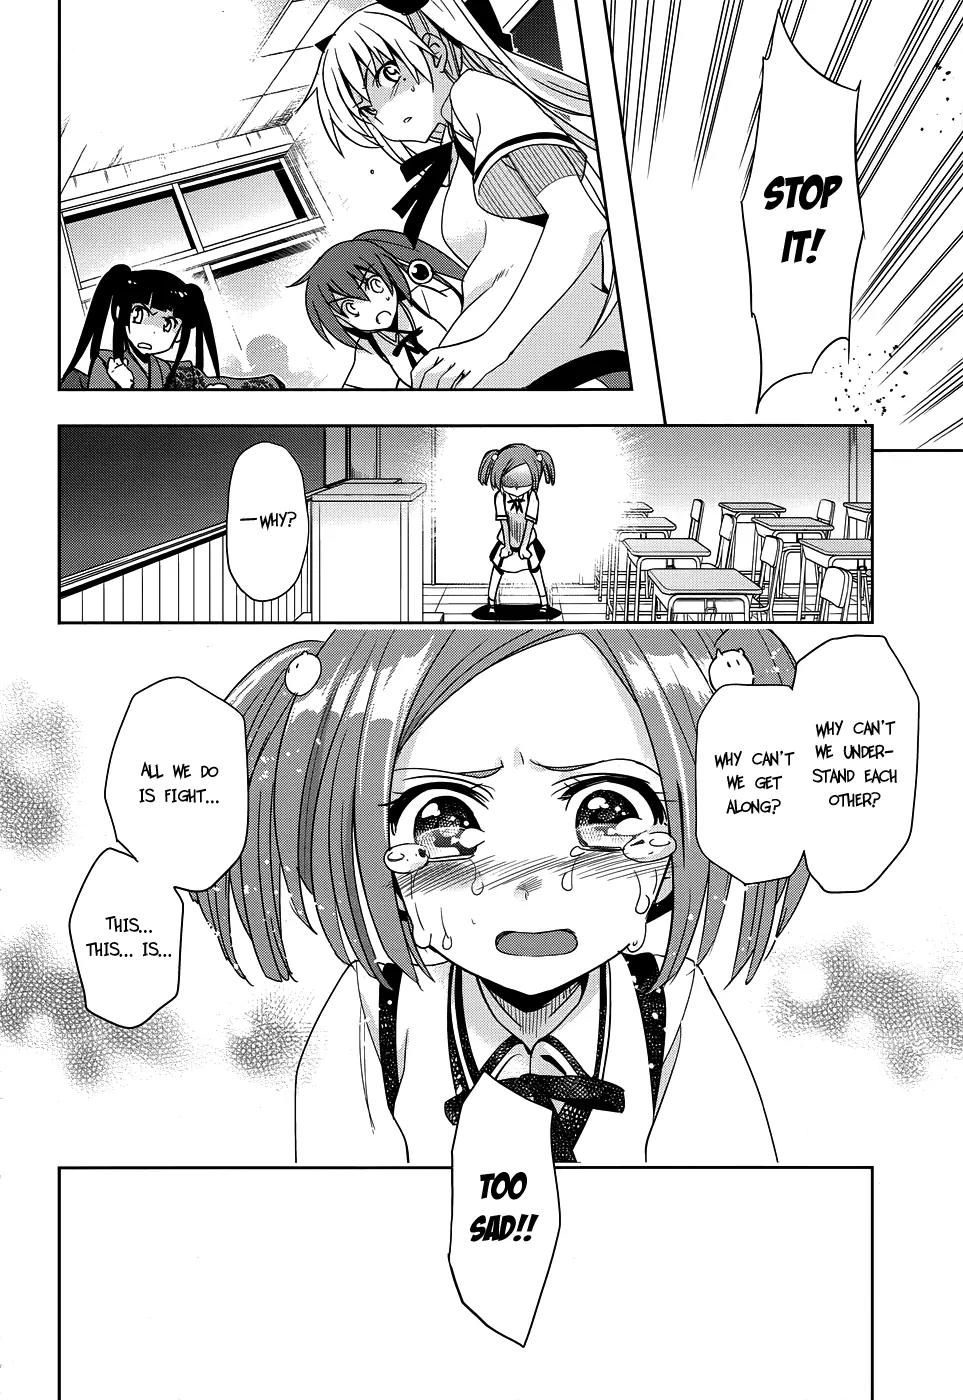 STOP
IT!
—WHY?
WHY CAN'T
WE UNDER-
STAND EACH
OTHER?
WHY CAN'T
WE GET
ALONG?
ALL WE DO
IS FIGHT...
THIS...
THIS... IS...
TOO
SAD!!